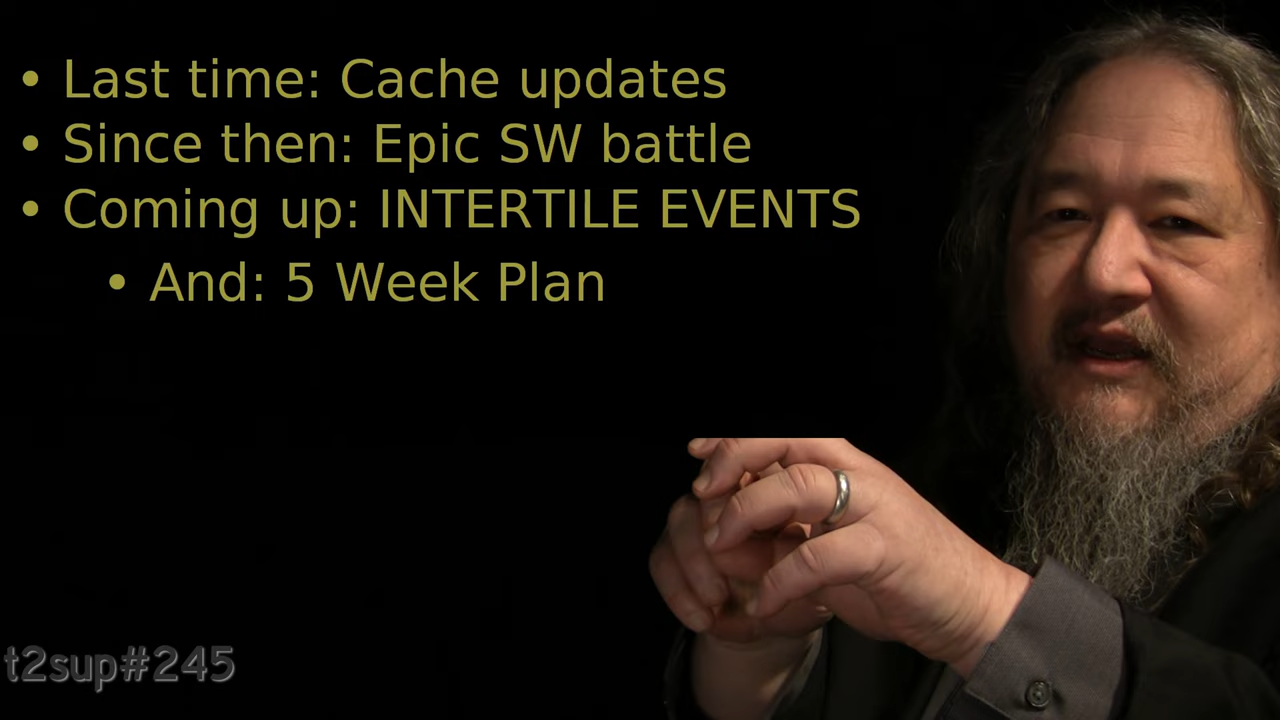 • Last time: Cache updates
• Since then: Epic SW battle
• Coming up: INTERTILE EVENTS
• And: 5 Week Plan
t2sup#245